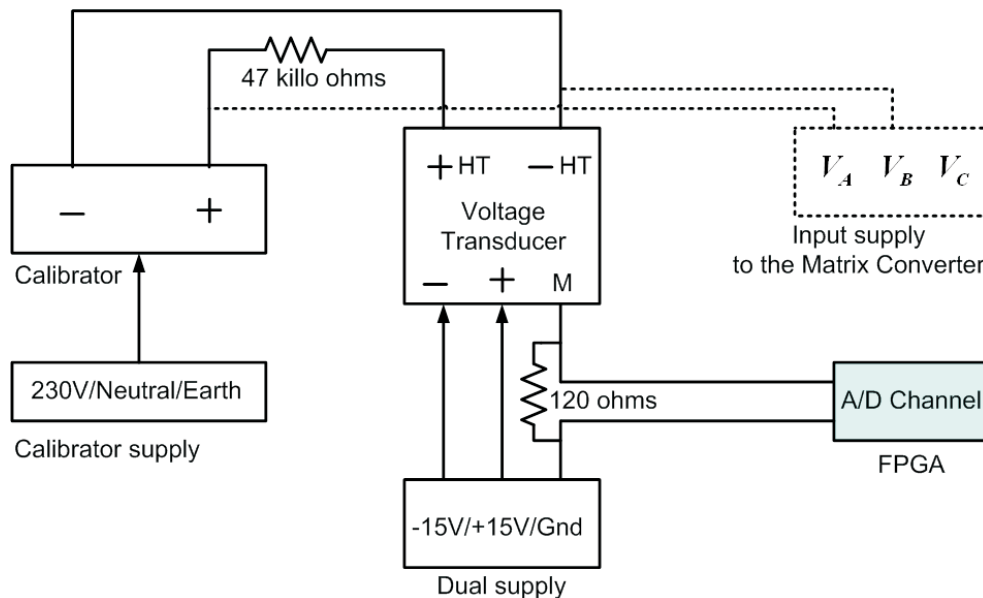 47 killo ohms
− +
Calibrator
230V/Neutral/Earth
Calibrator supply
+ HT − HT
Voltage
Transducer
− + M
120 ohms
-15V/+15V/Gnd
Dual supply
V_A V_B V_C
Input supply
to the Matrix Converter
A/D Channel
FPGA